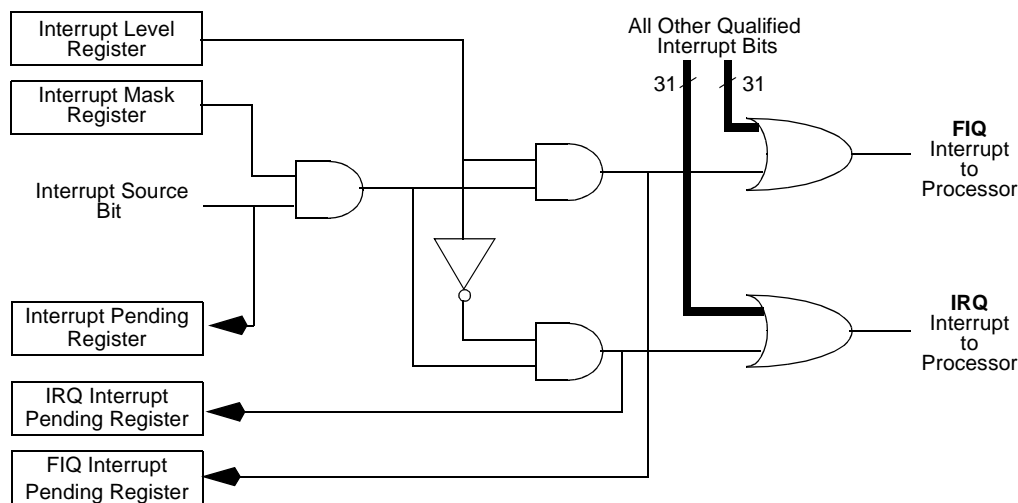 Interrupt Level
Register
Interrupt Mask
Register
Interrupt Source
Bit
Interrupt Pending
Register
IRQ Interrupt
Pending Register
FIQ Interrupt
Pending Register
All Other Qualified
Interrupt Bits
31 31
FIQ
Interrupt
to
Processor
IRQ
Interrupt
to
Processor